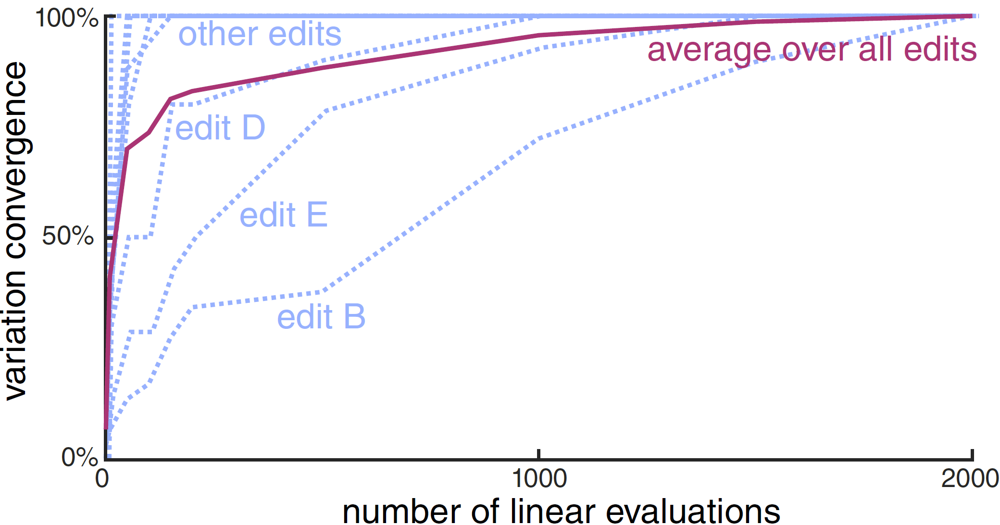 100%
other edits
average over all edits
edit D
edit E
50%
edit B
variation convergence
0%
0
1000
2000
number of linear evaluations